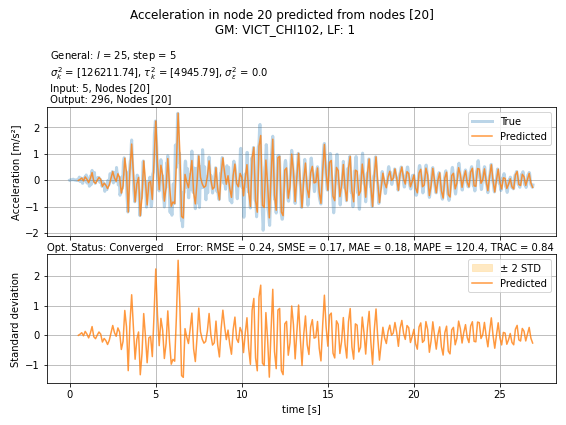 Acceleration in node 20 predicted from nodes [20]
GM: VICT_CHI102, LF: 1
General: l = 25, step = 5
σ²ₖ = [126211.74], τ²ₖ = [4945.79], σ²ε = 0.0
Input: 5, Nodes [20]
Output: 296, Nodes [20]
Acceleration [m/s²]
2
1
0
−1
−2
True
Predicted
Opt. Status: Converged Error: RMSE = 0.24, SMSE = 0.17, MAE = 0.18, MAPE = 120.4, TRAC = 0.84
Standard deviation
2
1
0
−1
± 2 STD
Predicted
0 5 10 15 20 25
time [s]